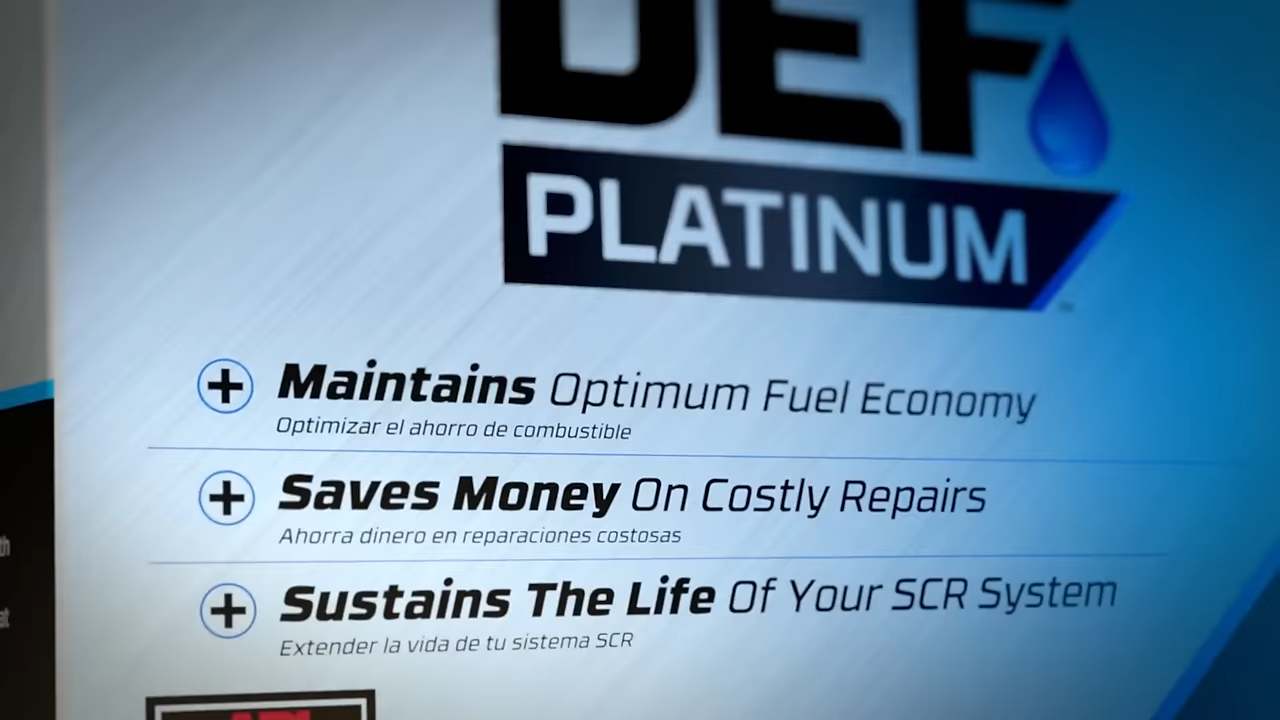 DEF
PLATINUM
Maintains Optimum Fuel Economy
Optimizar el ahorro de combustible
Saves Money On Costly Repairs
Ahorra dinero en reparaciones costosas
Sustains The Life Of Your SCR System
Extender la vida de tu sistema SCR